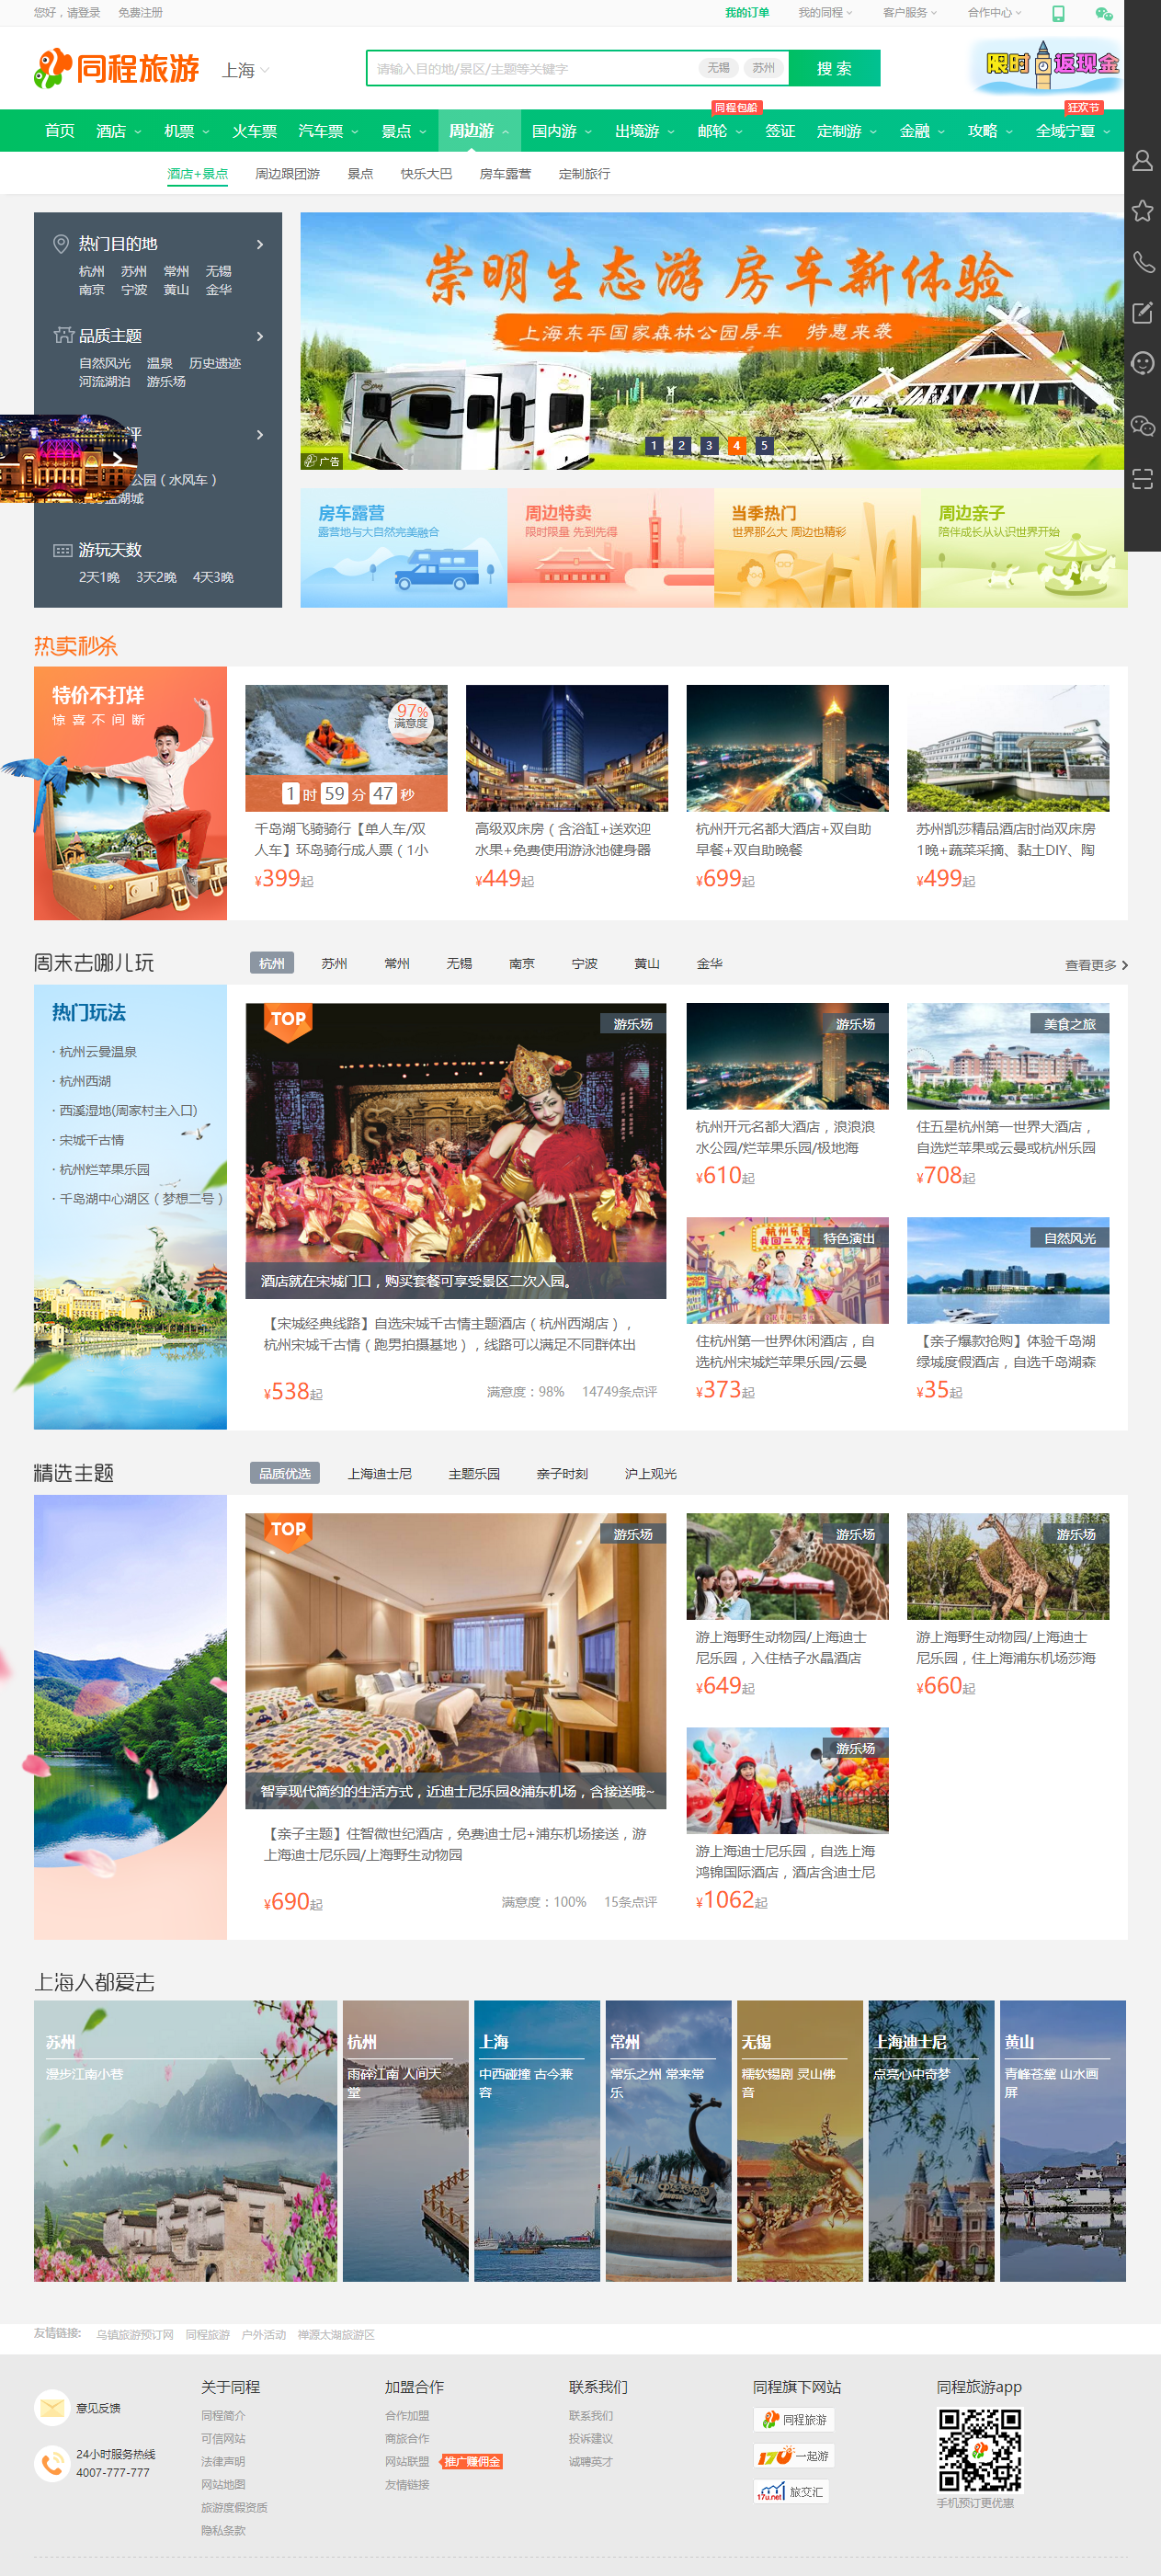 您好，请登录 免费注册
我的订单 我的同程 客户服务 合作中心
同程旅游 上海
请输入目的地/景区/主题等关键字 无锡 苏州 搜 索
限时 返现金
同程包船 狂欢节
首页 酒店 机票 火车票 汽车票 景点 周边游 国内游 出境游 邮轮 签证 定制游 金融 攻略 全域宁夏
酒店+景点 周边跟团游 景点 快乐大巴 房车露营 定制旅行
热门目的地
杭州 苏州 常州 无锡
南京 宁波 黄山 金华
品质主题
自然风光 温泉 历史遗迹
河流湖泊 游乐场
评
公园（水风车）
湖城
游玩天数
2天1晚 3天2晚 4天3晚
崇明生态游 房车新体验
上海东平国家森林公园房车 特惠来袭
1 2 3 4 5
广告
房车露营
露营地与大自然完美融合
周边特卖
限时限量 先到先得
当季热门
世界那么大 周边也精彩
周边亲子
陪伴成长从认识世界开始
热卖秒杀
特价不打烊
惊喜不间断
97%
满意度
1 时 59 分 47 秒
千岛湖飞骑骑行【单人车/双
人车】环岛骑行成人票（1小
¥399起
高级双床房（含浴缸+送欢迎
水果+免费使用游泳池健身器
¥449起
杭州开元名都大酒店+双自助
早餐+双自助晚餐
¥699起
苏州凯莎精品酒店时尚双床房
1晚+蔬菜采摘、黏土DIY、陶
¥499起
周末去哪儿玩
杭州 苏州 常州 无锡 南京 宁波 黄山 金华
查看更多
热门玩法
· 杭州云曼温泉
· 杭州西湖
· 西溪湿地(周家村主入口)
· 宋城千古情
· 杭州烂苹果乐园
· 千岛湖中心湖区（梦想二号）
TOP
游乐场
酒店就在宋城门口，购买套餐可享受景区二次入园。
【宋城经典线路】自选宋城千古情主题酒店（杭州西湖店），
杭州宋城千古情（跑男拍摄基地），线路可以满足不同群体出
¥538起 满意度：98% 14749条点评
游乐场
杭州开元名都大酒店，浪浪浪
水公园/烂苹果乐园/极地海
¥610起
美食之旅
住五星杭州第一世界大酒店，
自选烂苹果或云曼或杭州乐园
¥708起
杭州乐园
我回二次
特色演出
住杭州第一世界休闲酒店，自
选杭州宋城烂苹果乐园/云曼
¥373起
自然风光
【亲子爆款抢购】体验千岛湖
绿城度假酒店，自选千岛湖森
¥35起
精选主题
品质优选 上海迪士尼 主题乐园 亲子时刻 沪上观光
TOP
游乐场
智享现代简约的生活方式，近迪士尼乐园&浦东机场，含接送哦~
【亲子主题】住智微世纪酒店，免费迪士尼+浦东机场接送，游
上海迪士尼乐园/上海野生动物园
¥690起 满意度：100% 15条点评
游乐场
游上海野生动物园/上海迪士
尼乐园，入住桔子水晶酒店
¥649起
游乐场
游上海野生动物园/上海迪士
尼乐园，住上海浦东机场莎海
¥660起
游乐场
游上海迪士尼乐园，自选上海
鸿锦国际酒店，酒店含迪士尼
¥1062起
上海人都爱去
苏州
漫步江南小巷
杭州
雨碎江南 人间天
堂
上海
中西碰撞 古今兼
容
常州
常乐之州 常来常
乐
无锡
糯软锡剧 灵山佛
音
上海迪士尼
点亮心中奇梦
黄山
青峰苍黛 山水画
屏
友情链接: 乌镇旅游预订网 同程旅游 户外活动 禅源太湖旅游区
意见反馈
24小时服务热线
4007-777-777
关于同程
同程简介
可信网站
法律声明
网站地图
旅游度假资质
隐私条款
加盟合作
合作加盟
商旅合作
网站联盟 推广赚佣金
友情链接
联系我们
联系我们
投诉建议
诚聘英才
同程旗下网站
同程旅游
17U 一起游
17u.net 旅交汇
同程旅游app
手机预订更优惠